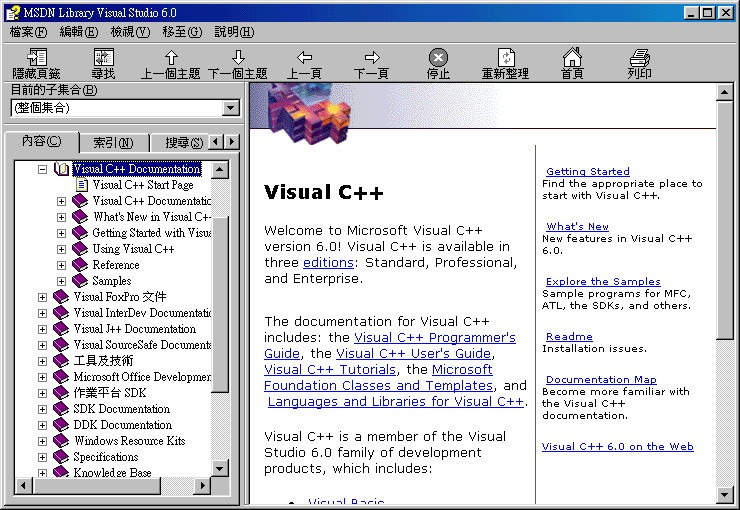 MSDN Library Visual Studio 6.0
檔案(F) 編輯(E) 檢視(V) 移至(G) 說明(H)
隱藏頁籤 尋找 上一個主題 下一個主題 上一頁 下一頁 停止 重新整理 首頁 列印
目前的子集合(B)
(整個集合)
內容(C) 索引(N) 搜尋(S)
Visual C++ Documentation
Visual C++ Start Page
Visual C++ Documentatio
What's New in Visual C+
Getting Started with Visua
Using Visual C++
Reference
Samples
Visual FoxPro 文件
Visual InterDev Documentatio
Visual J++ Documentation
Visual SourceSafe Documenta
工具及技術
Microsoft Office Developmen
作業平台 SDK
SDK Documentation
DDK Documentation
Windows Resource Kits
Specifications
Knowledge Base
Visual C++
Welcome to Microsoft Visual C++
version 6.0! Visual C++ is available in
three editions: Standard, Professional,
and Enterprise.
The documentation for Visual C++
includes: the Visual C++ Programmer's
Guide, the Visual C++ User's Guide,
Visual C++ Tutorials, the Microsoft
Foundation Classes and Templates, and
Languages and Libraries for Visual C++.
Visual C++ is a member of the Visual
Studio 6.0 family of development
products, which includes:
• Visual Basic
Getting Started
Find the appropriate place to
start with Visual C++.
What's New
New features in Visual C++
6.0.
Explore the Samples
Sample programs for MFC,
ATL, the SDKs, and others.
Readme
Installation issues.
Documentation Map
Become more familiar with
the Visual C++
documentation.
Visual C++ 6.0 on the Web